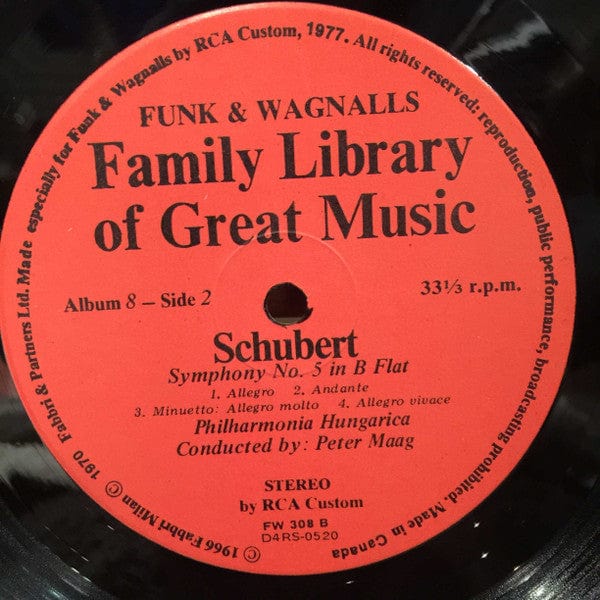 © 1966 Fabbri Milan © 1970 Fabbri & Partners Ltd. Made especially for Funk & Wagnalls by RCA Custom, 1977. All rights reserved: reproduction, public performance, broadcasting prohibited. Made in Canada
FUNK & WAGNALLS
Family Library
of Great Music
Album 8 – Side 2
33⅓ r.p.m.
Schubert
Symphony No. 5 in B Flat
1. Allegro 2. Andante
3. Minuetto: Allegro molto 4. Allegro vivace
Philharmonia Hungarica
Conducted by: Peter Maag
STEREO
by RCA Custom
FW 308 B
D4RS-0520